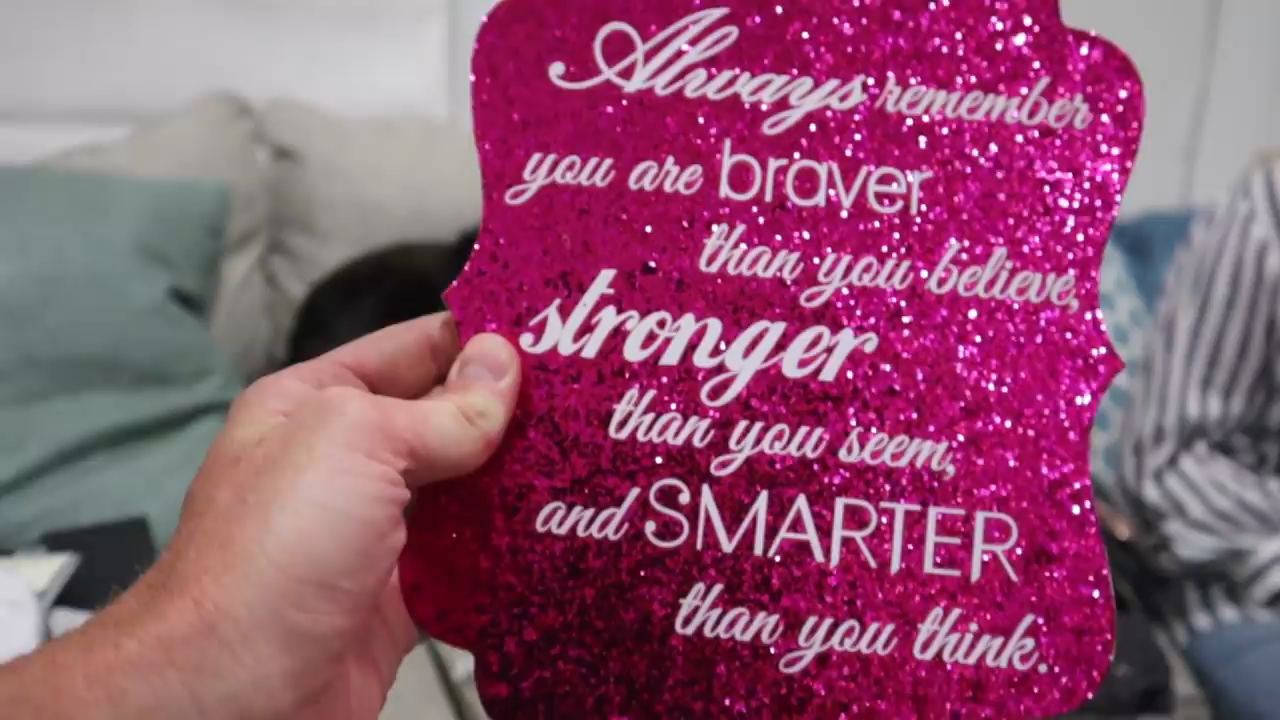 Always remember
you are braver
than you believe,
stronger
than you seem,
and SMARTER
than you think.